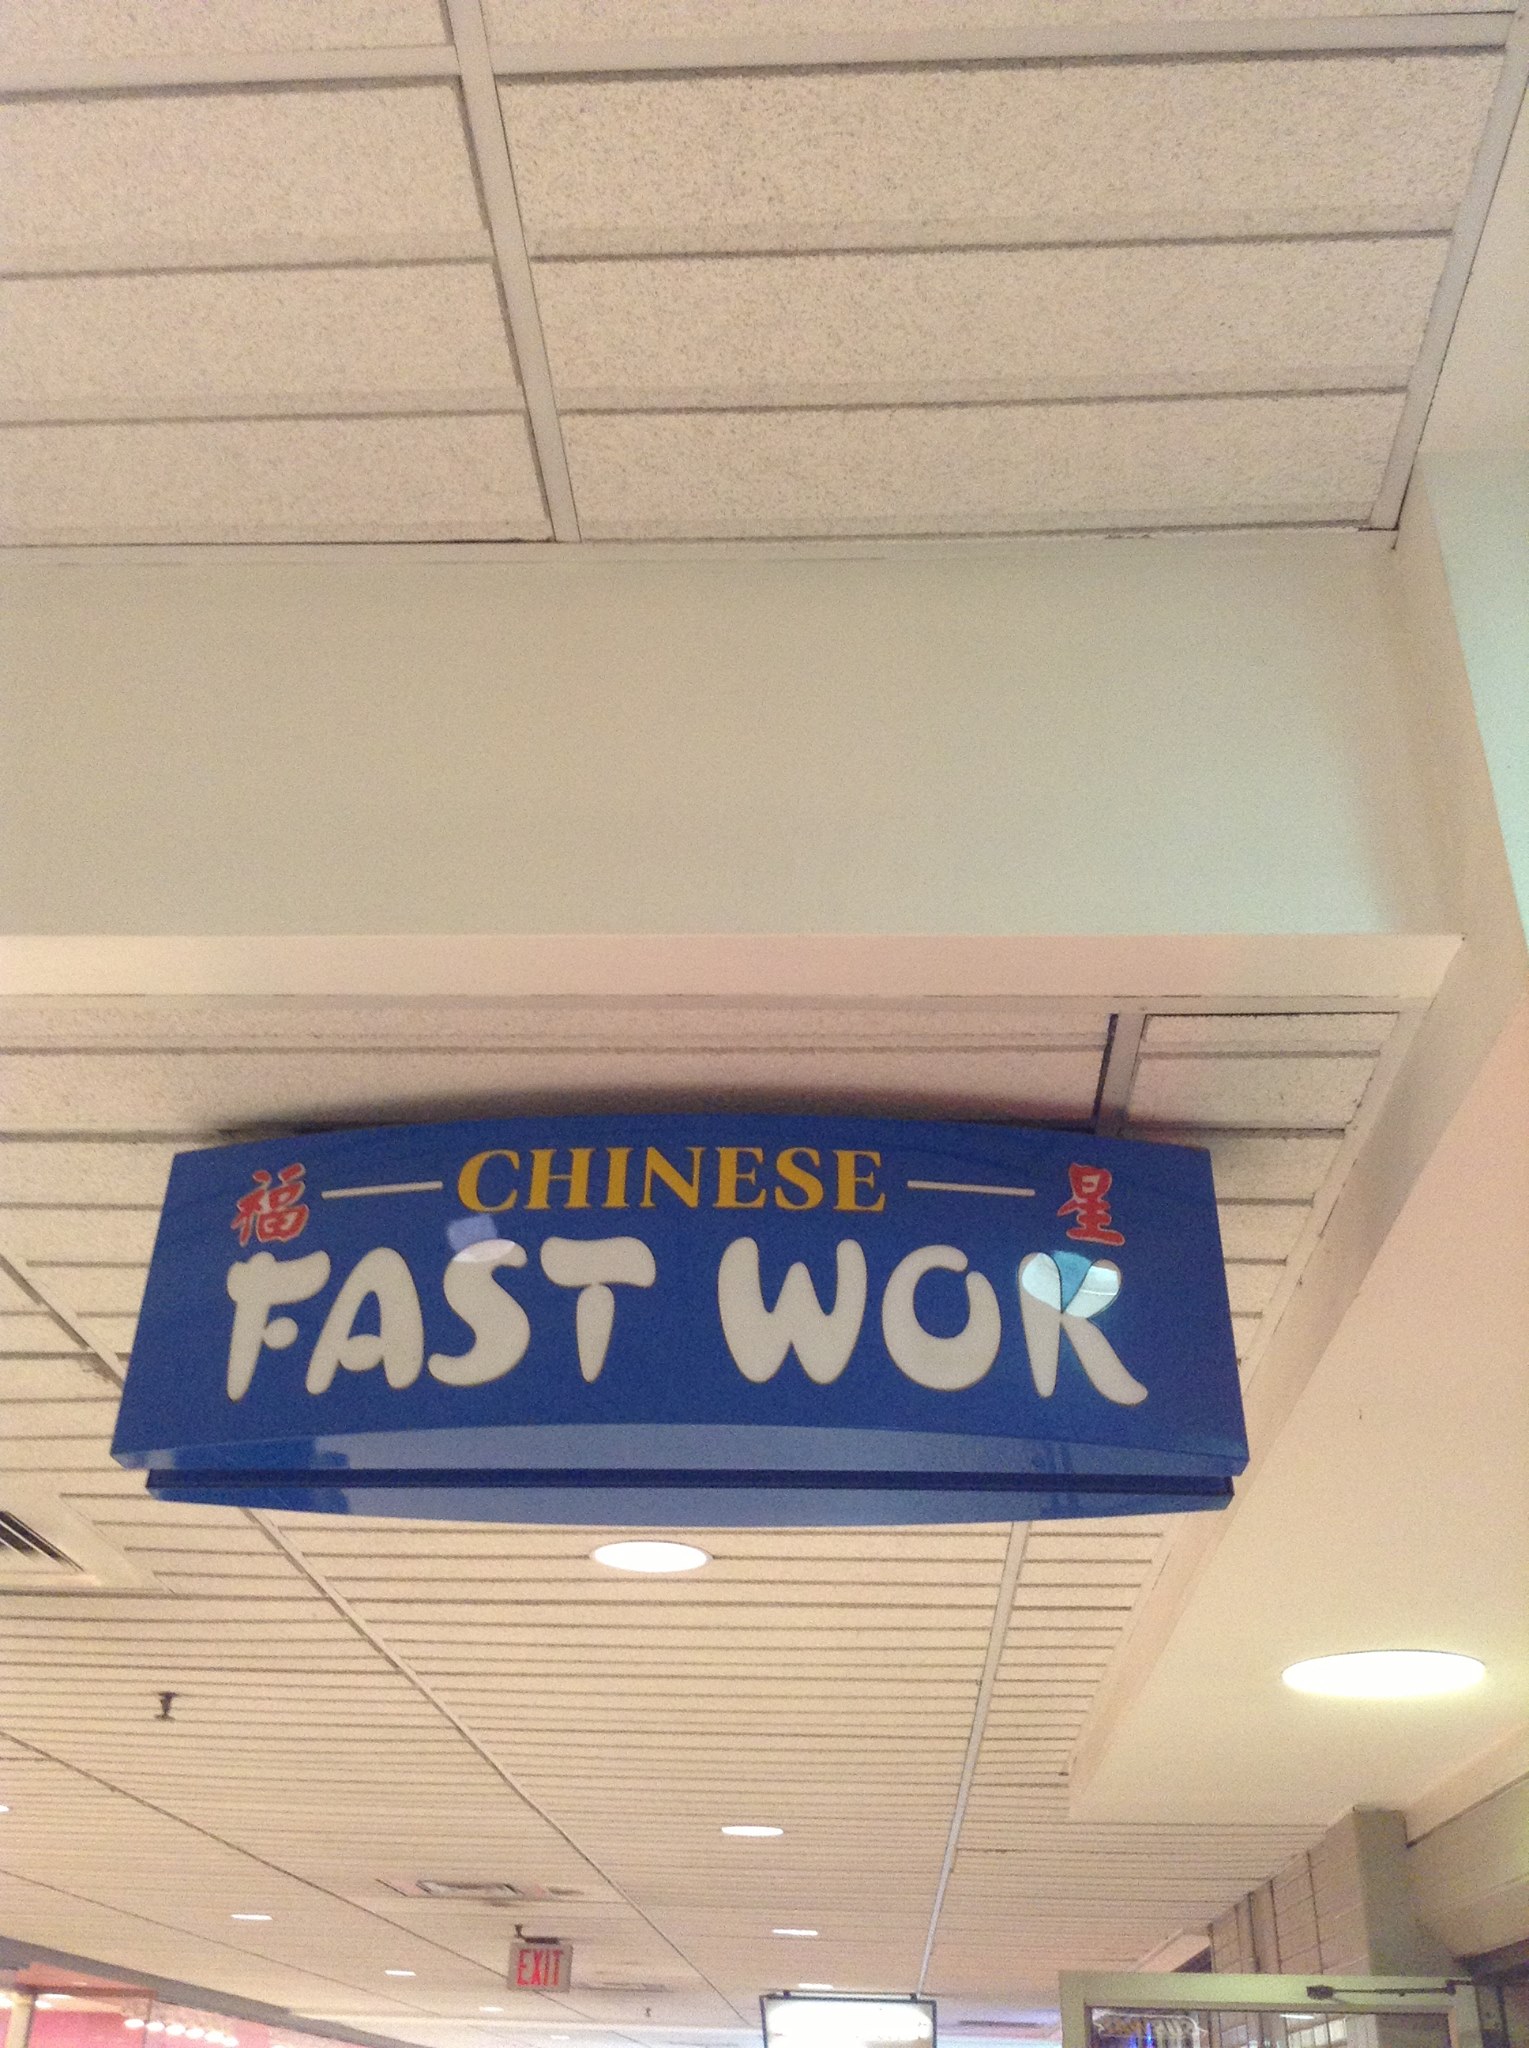 福 CHINESE 星
FAST WOK
EXIT